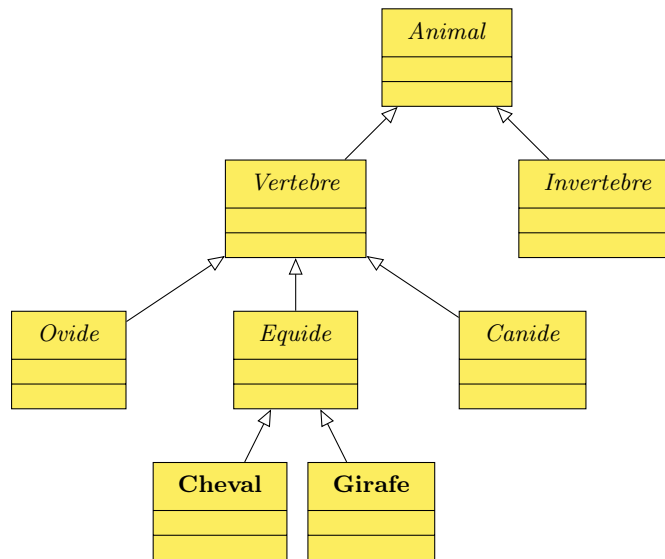 Animal
Vertebre
Invertebre
Ovide
Equide
Canide
Cheval
Girafe